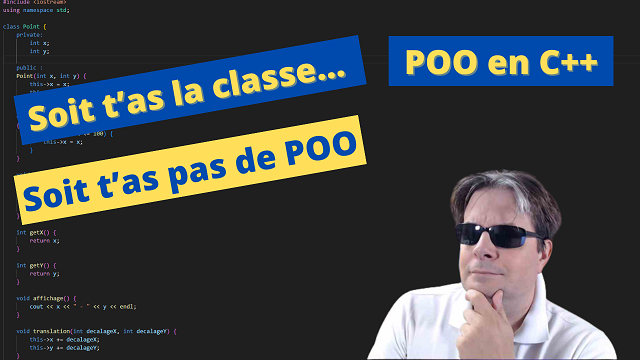 #include <iostream>
using namespace std;
class Point {
private:
int x;
int y;
public :
Point(int x, int y) {
this->x = x;
Soit t’as la classe...
POO en C++
100) {
this->x = x;
}
}
Soit t’as pas de POO
}
int getX() {
return x;
}
int getY() {
return y;
}
void affichage() {
cout << x << " - " << y << endl;
}
void translation(int decalageX, int decalageY) {
this->x += decalageX;
this->y += decalageY;
}